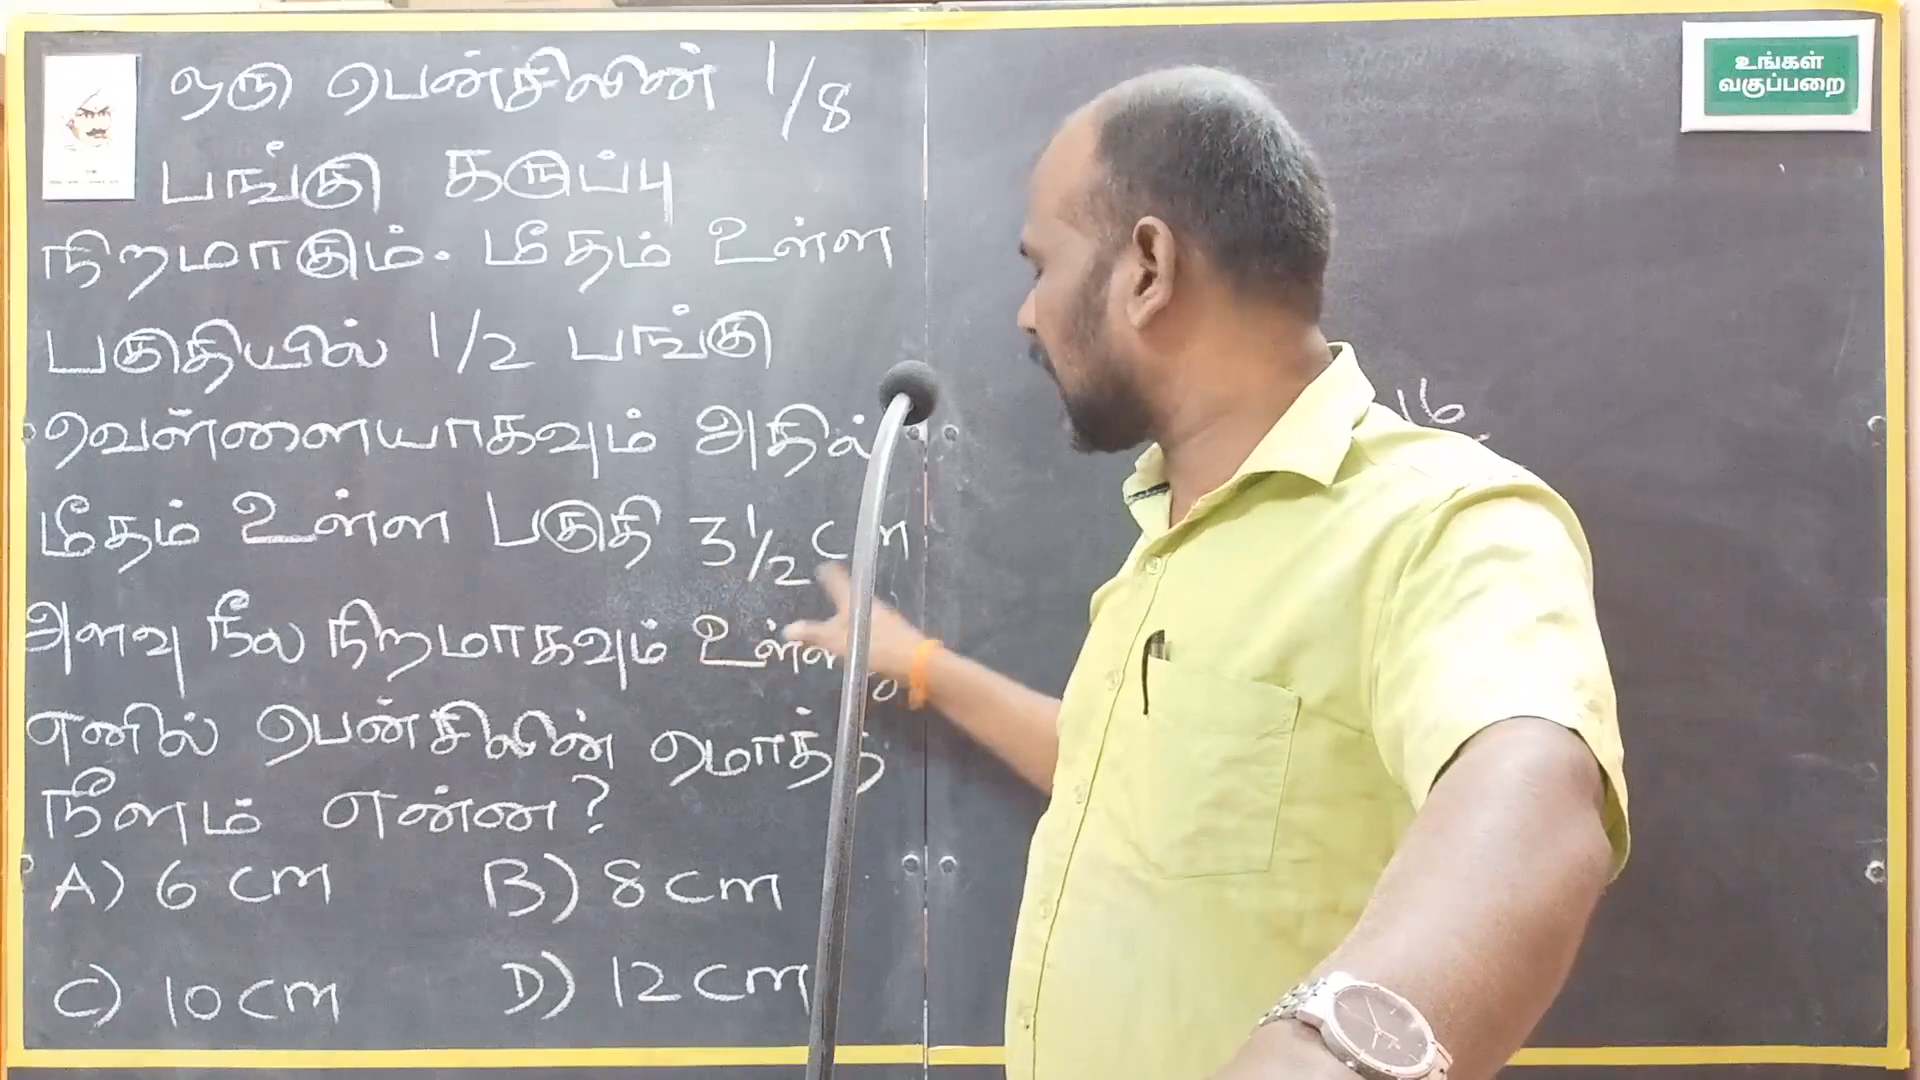 ஒரு பென்சிலின் 1/8
பங்கு கருப்பு
நிறமாகும். மீதம் உள்ள
பகுதியில் 1/2 பங்கு
வெள்ளையாகவும் அதில்
மீதம் உள்ள பகுதி 3 1/2 cm
அளவு நீல நிறமாகவும்
எனில் பென்சிலின் மொத்த
நீளம் என்ன?
A) 6 cm B) 8 cm
C) 10 cm D) 12 cm
உங்கள்
வகுப்பறை
16